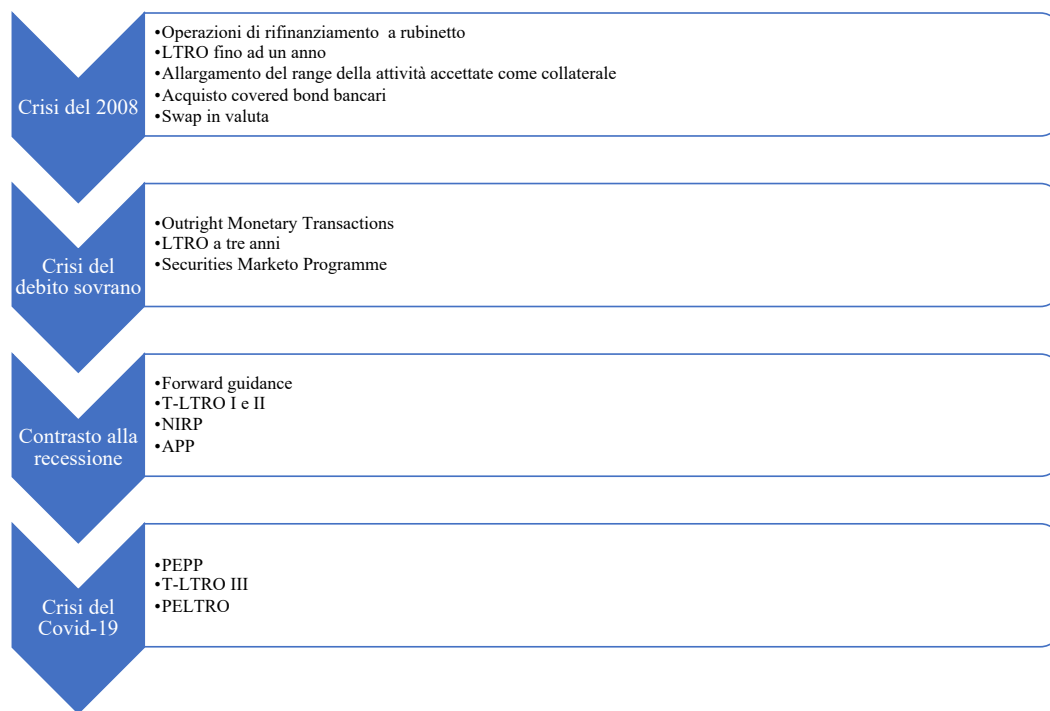 Crisi del 2008
•Operazioni di rifinanziamento a rubinetto
•LTRO fino ad un anno
•Allargamento del range della attività accettate come collaterale
•Acquisto covered bond bancari
•Swap in valuta
Crisi del
debito sovrano
•Outright Monetary Transactions
•LTRO a tre anni
•Securities Marketo Programme
Contrasto alla
recessione
•Forward guidance
•T-LTRO I e II
•NIRP
•APP
Crisi del
Covid-19
•PEPP
•T-LTRO III
•PELTRO